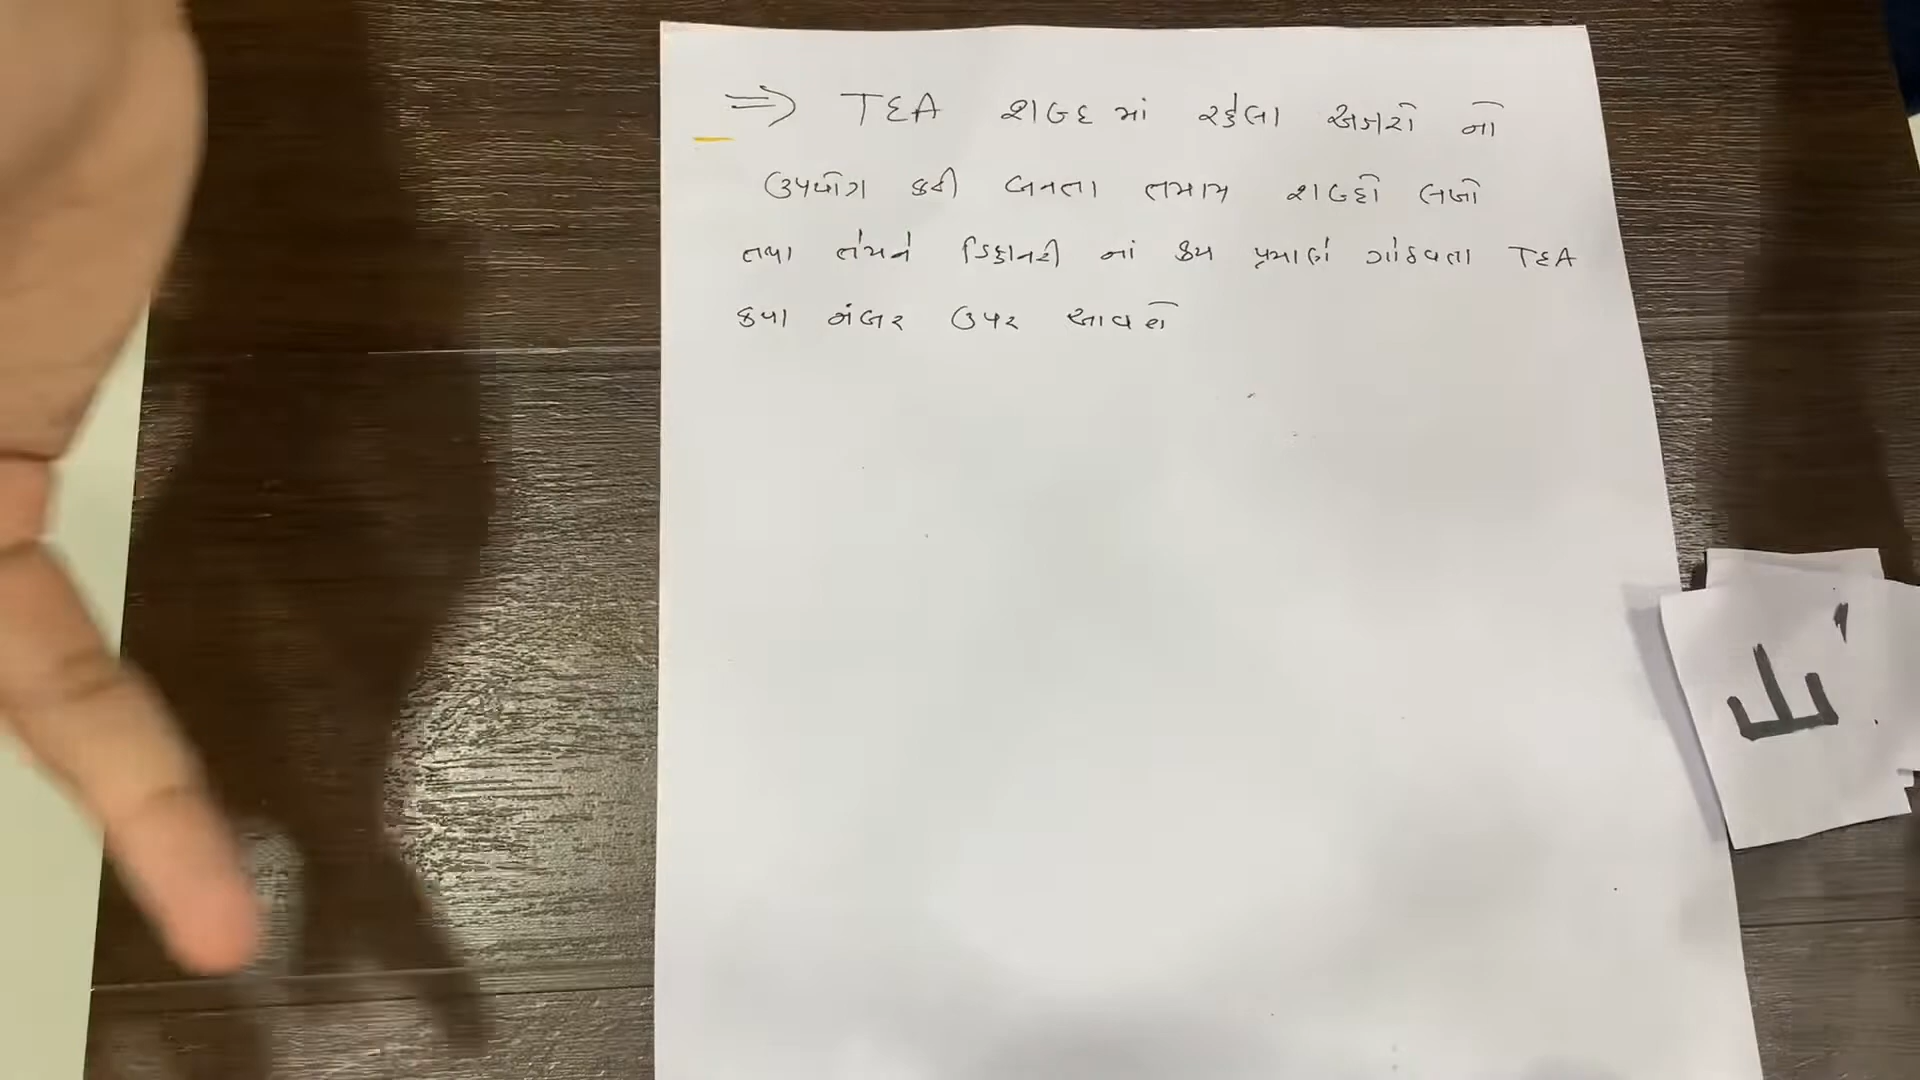 ⇒ TEA શબ્દ માં રહેલા અક્ષરો નો
ઉપયોગ કરી બનતા તમામ શબ્દો લખો
તથા તેમને ડિક્ષનરી નાં ક્રમ પ્રમાણે ગોઠવતા TEA
કયા નંબર ઉપર આવશે
E